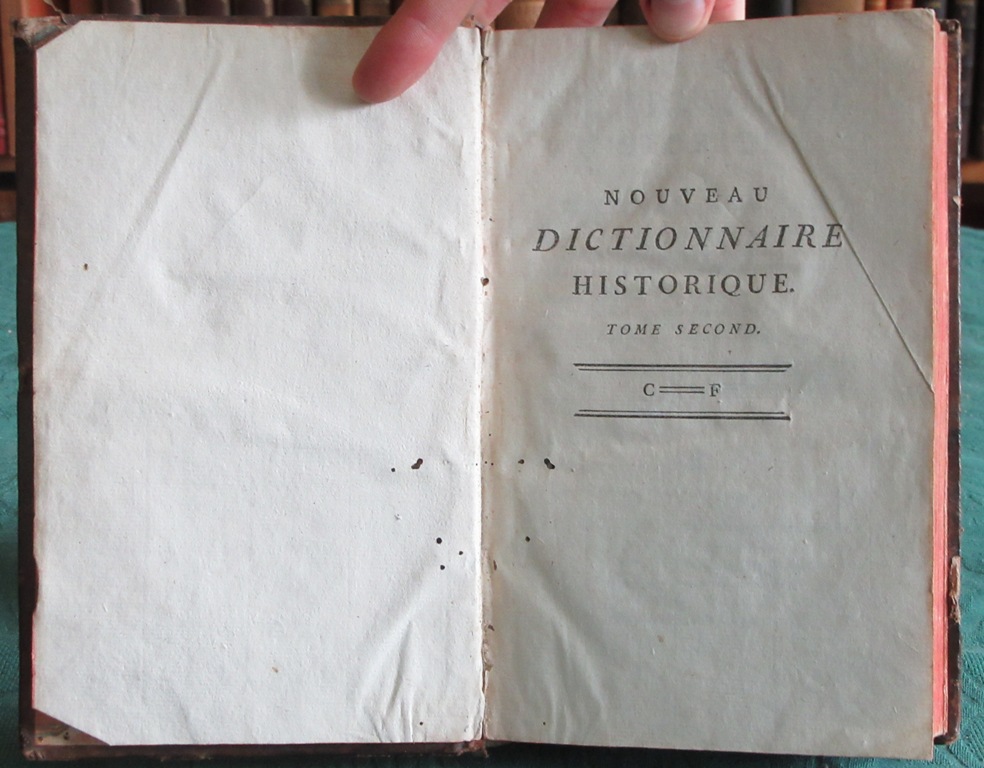 NOUVEAU
DICTIONNAIRE
HISTORIQUE.
TOME SECOND.
C══F